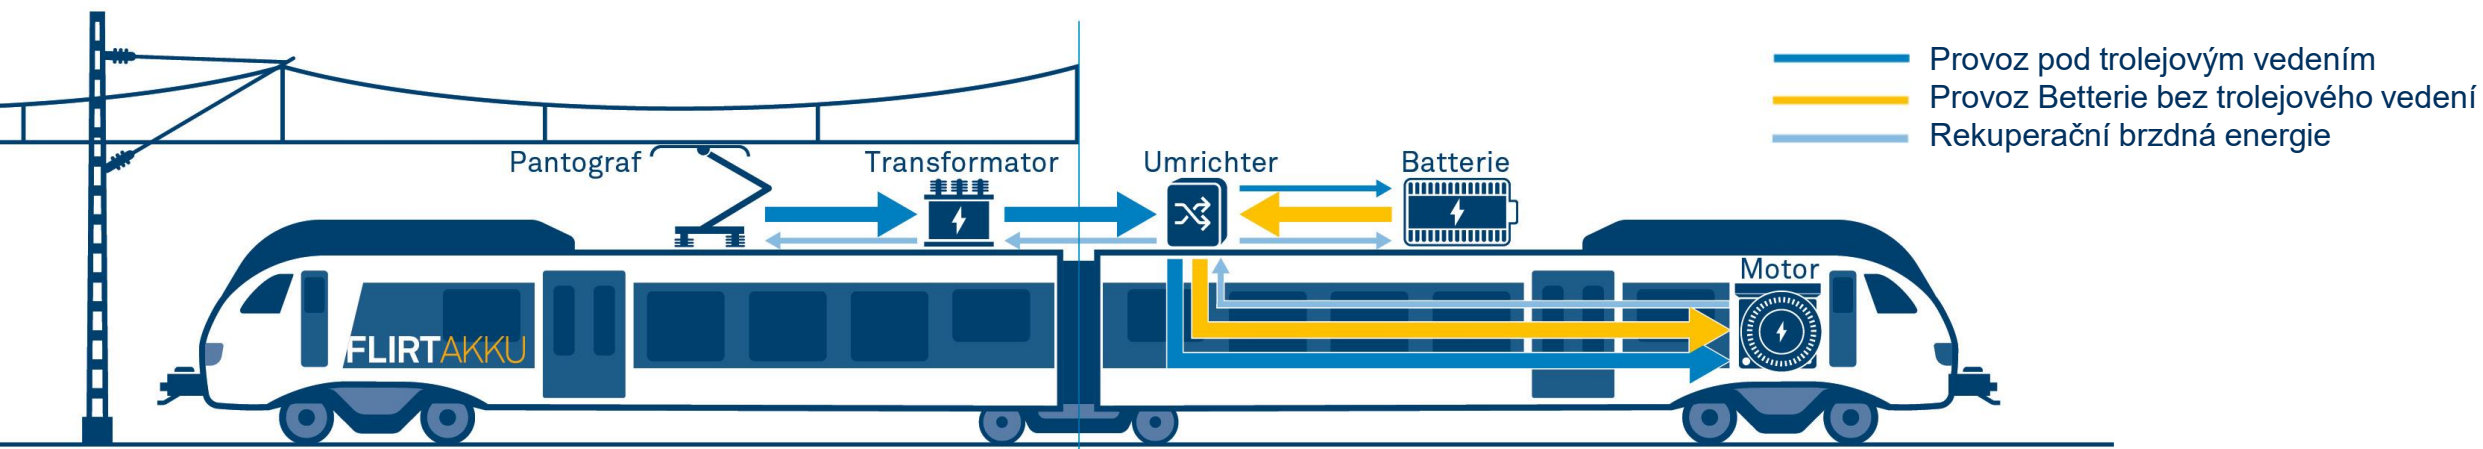 Provoz pod trolejovým vedením
Provoz Betterie bez trolejového vedení
Rekuperační brzdná energie
Pantograf
Transformator
Umrichter
Batterie
Motor
FLIRTAKKU